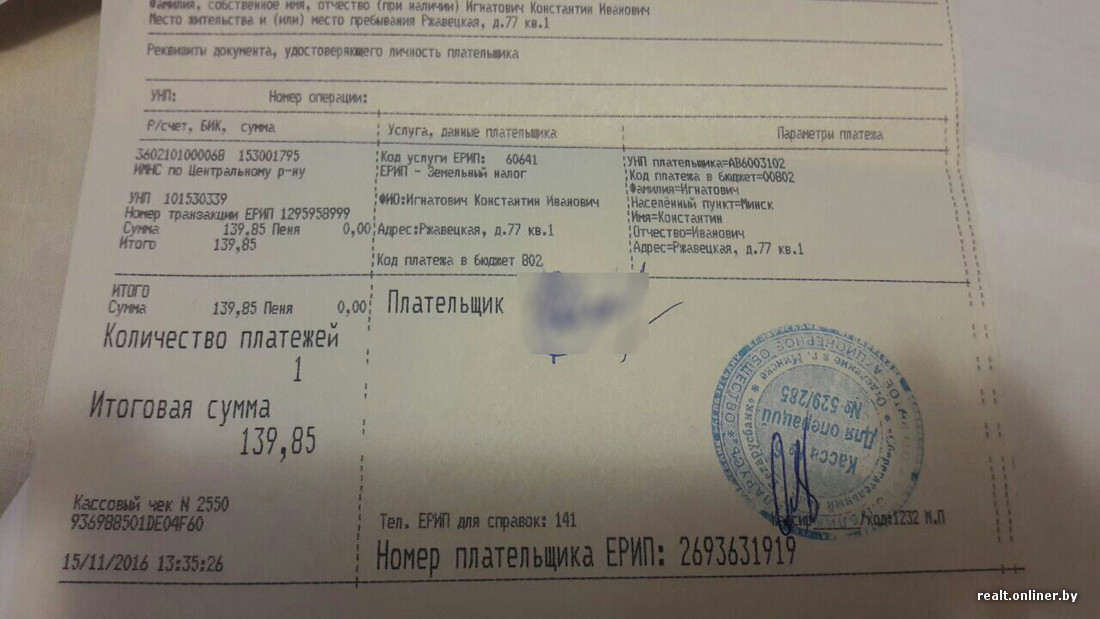 Фамилия, собственное имя, отчество (при наличии) Игнатович Константин Иванович
Место жительства и (или) место пребывания Ржавецкая, д.77 кв.1
Реквизиты документа, удостоверяющего личность плательщика
УНП: Номер операции:
Р/счет, БИК, сумма
3602101000068 153001795
ИМНС по Центральному р-ну
УНП 101530339
Номер транзакции ЕРИП 1295958999
Сумма 139,85 Пеня 0,00
Итого 139,85
Услуга, данные плательщика
Код услуги ЕРИП: 60641
ЕРИП - Земельный налог
ФИО:Игнатович Константин Иванович
Адрес:Ржавецкая, д.77 кв.1
Код платежа в бюджет 802
Параметры платежа
УНП плательщика=АВ6003102
Код платежа в бюджет=00802
Фамилия=Игнатович
Населённый пункт=Минск
Имя=Константин
Отчество=Иванович
Адрес=Ржавецкая, д.77 кв.1
ИТОГО
Сумма 139,85 Пеня 0,00
Плательщик
Количество платежей
1
Итоговая сумма
139,85
Кассовый чек N 2550
936988501DE04F60
15/11/2016 13:35:26
Тел. ЕРИП для справок: 141
Номер плательщика ЕРИП: 2693631919
/Код:1232 М.П
Касса №
Для операций
№ 529/285
Отделение в г. Минске
АКЦИОНЕРНОЕ ОБЩЕСТВО
realt.onliner.by